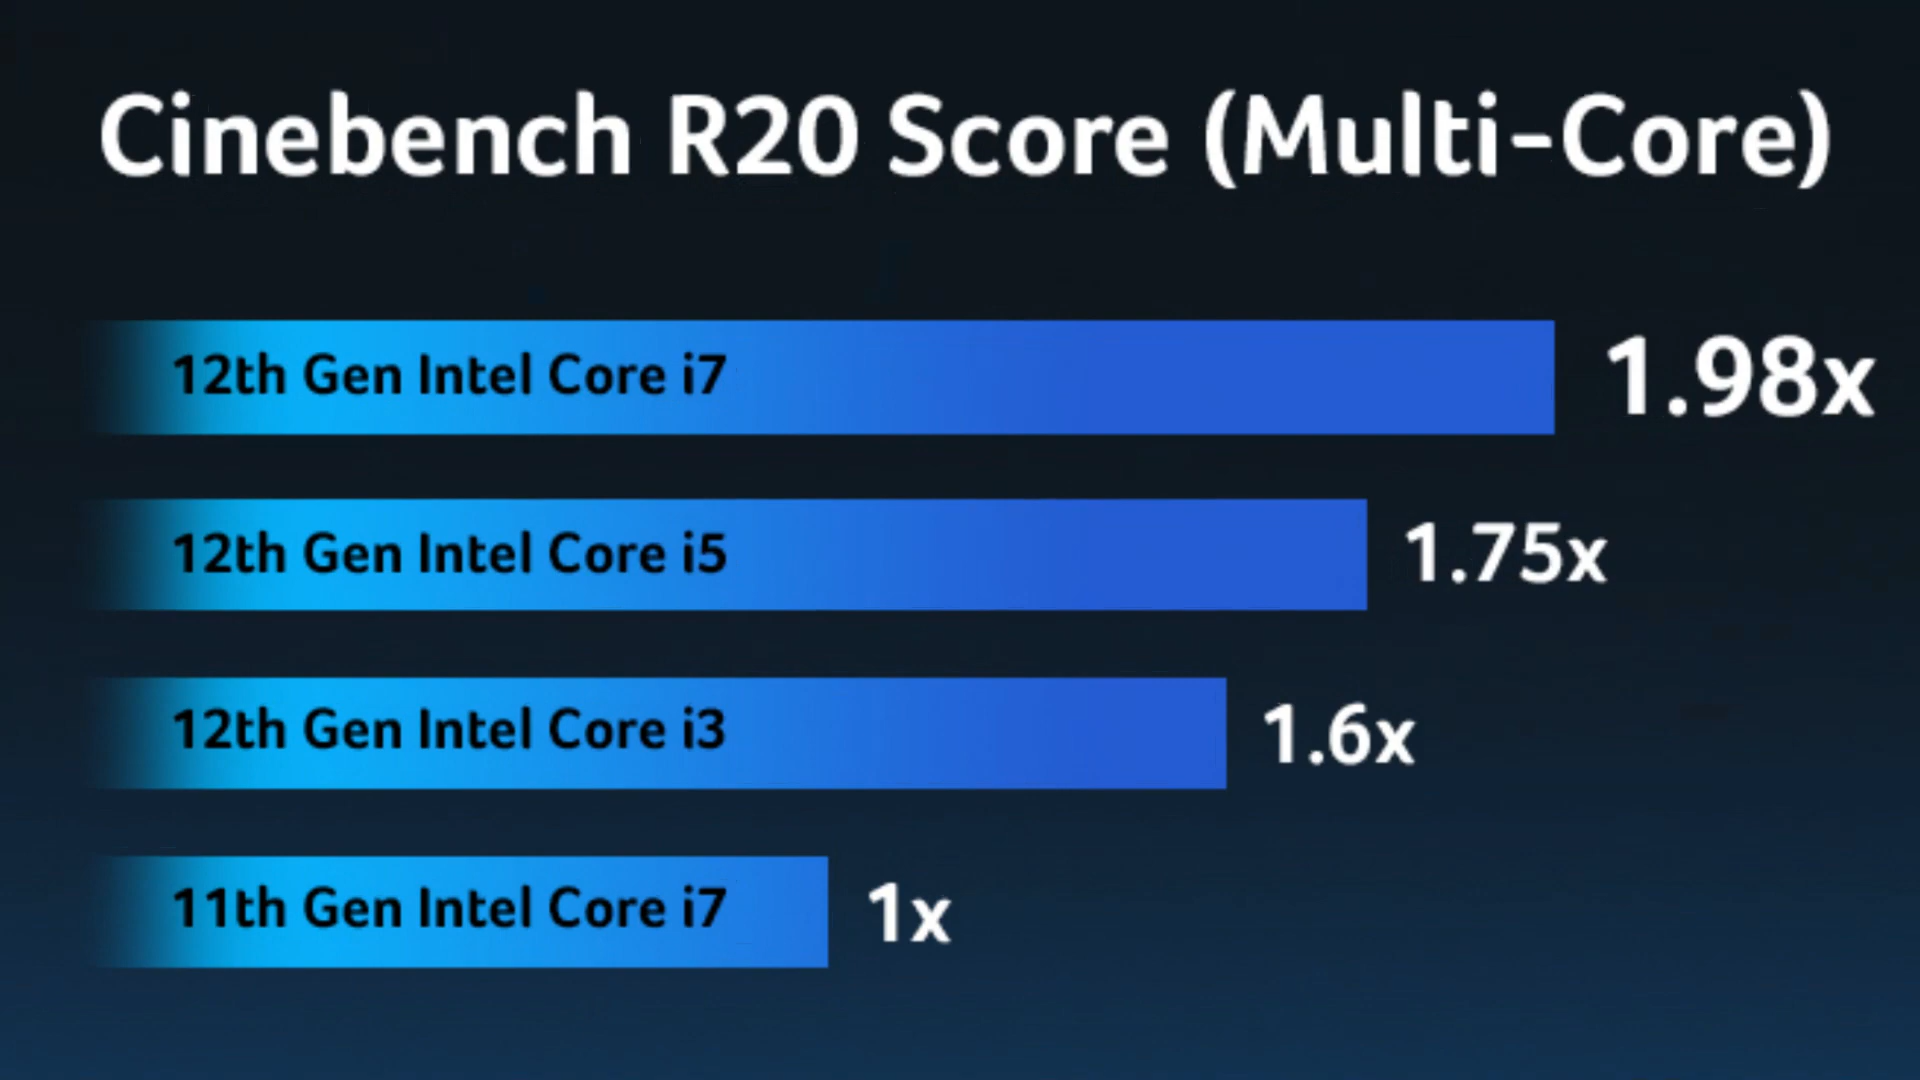 Cinebench R20 Score (Multi-Core)
12th Gen Intel Core i7 1.98x
12th Gen Intel Core i5 1.75x
12th Gen Intel Core i3 1.6x
11th Gen Intel Core i7 1x